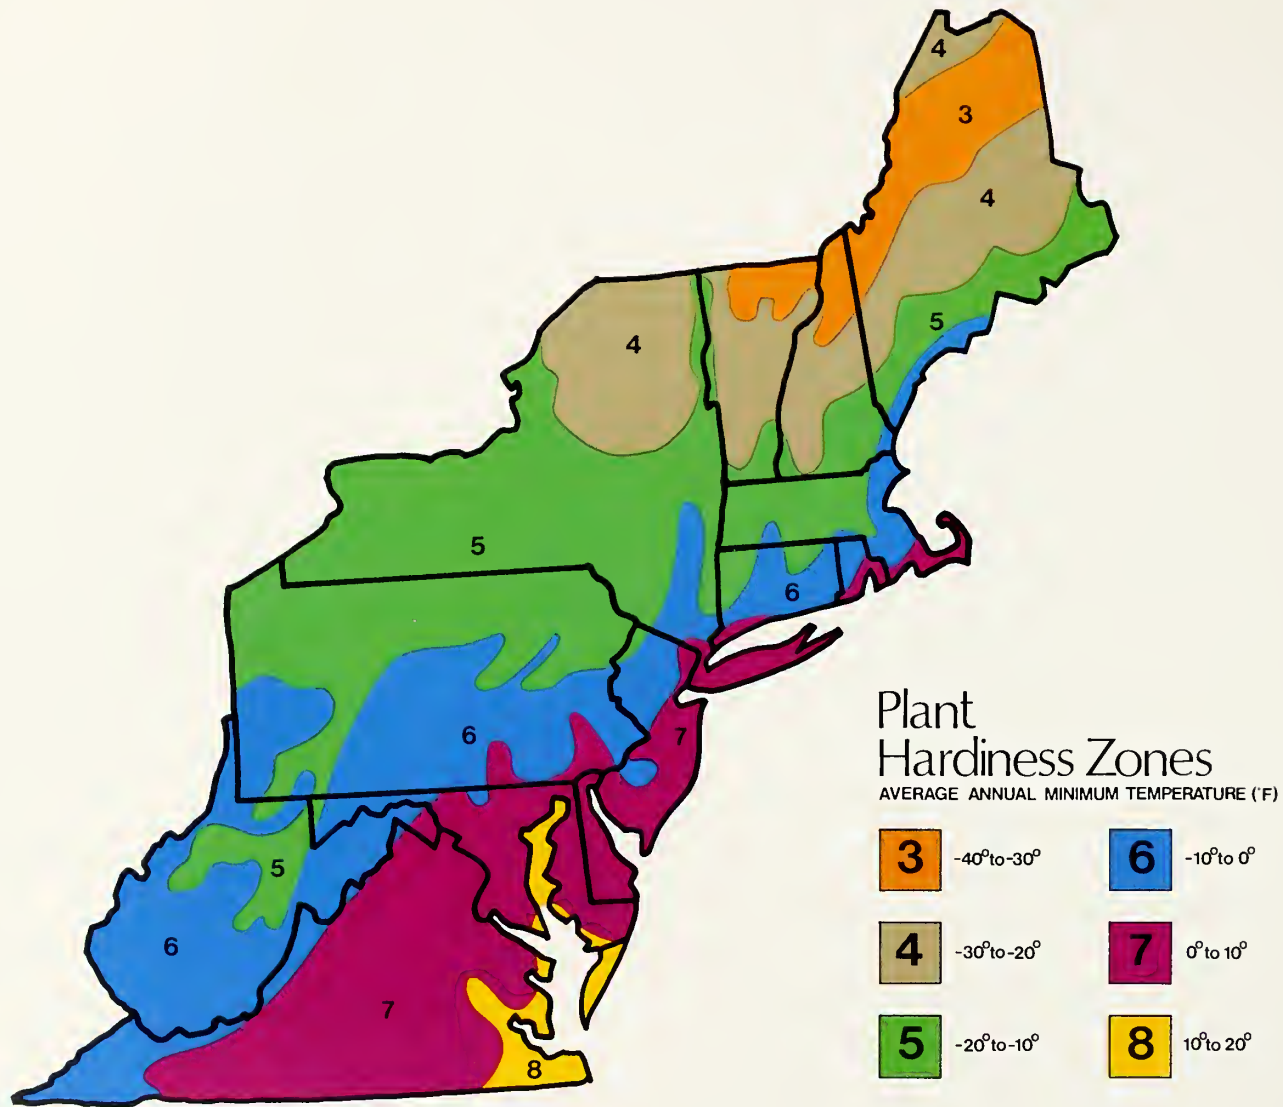 4
3
4
4
5
5
6
6
7
5
6
7
8
Plant
Hardiness Zones
AVERAGE ANNUAL MINIMUM TEMPERATURE (°F)
3 -40° to -30°
6 -10° to 0°
4 -30° to -20°
7 0° to 10°
5 -20° to -10°
8 10° to 20°